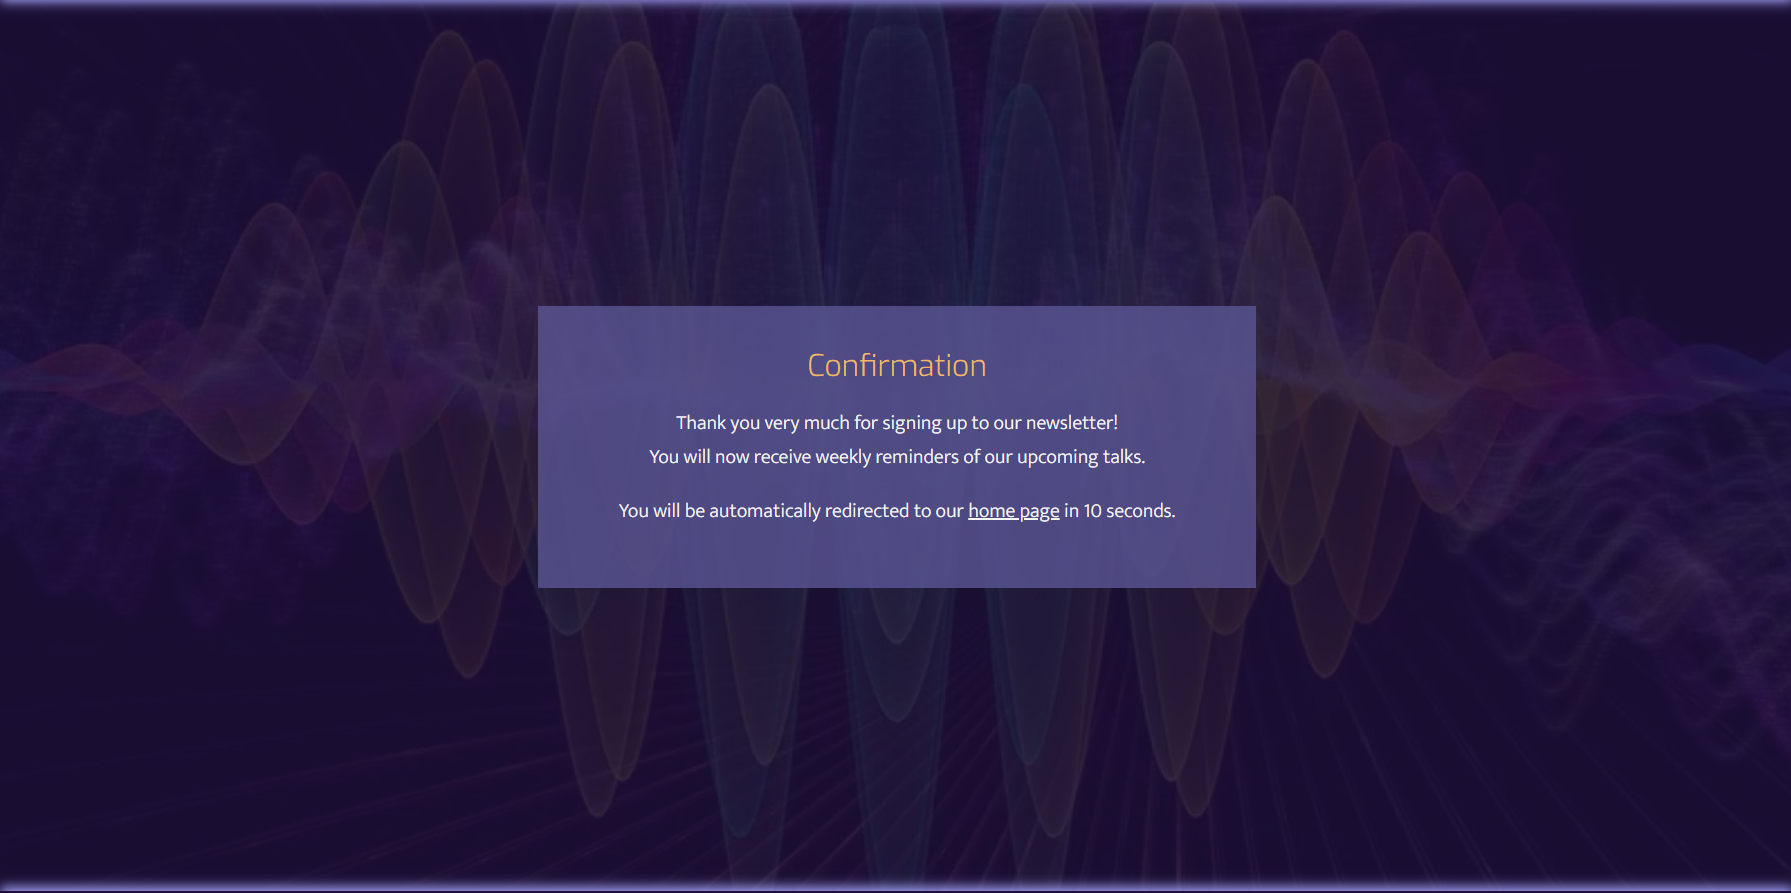 Confirmation
Thank you very much for signing up to our newsletter!
You will now receive weekly reminders of our upcoming talks.
You will be automatically redirected to our home page in 10 seconds.